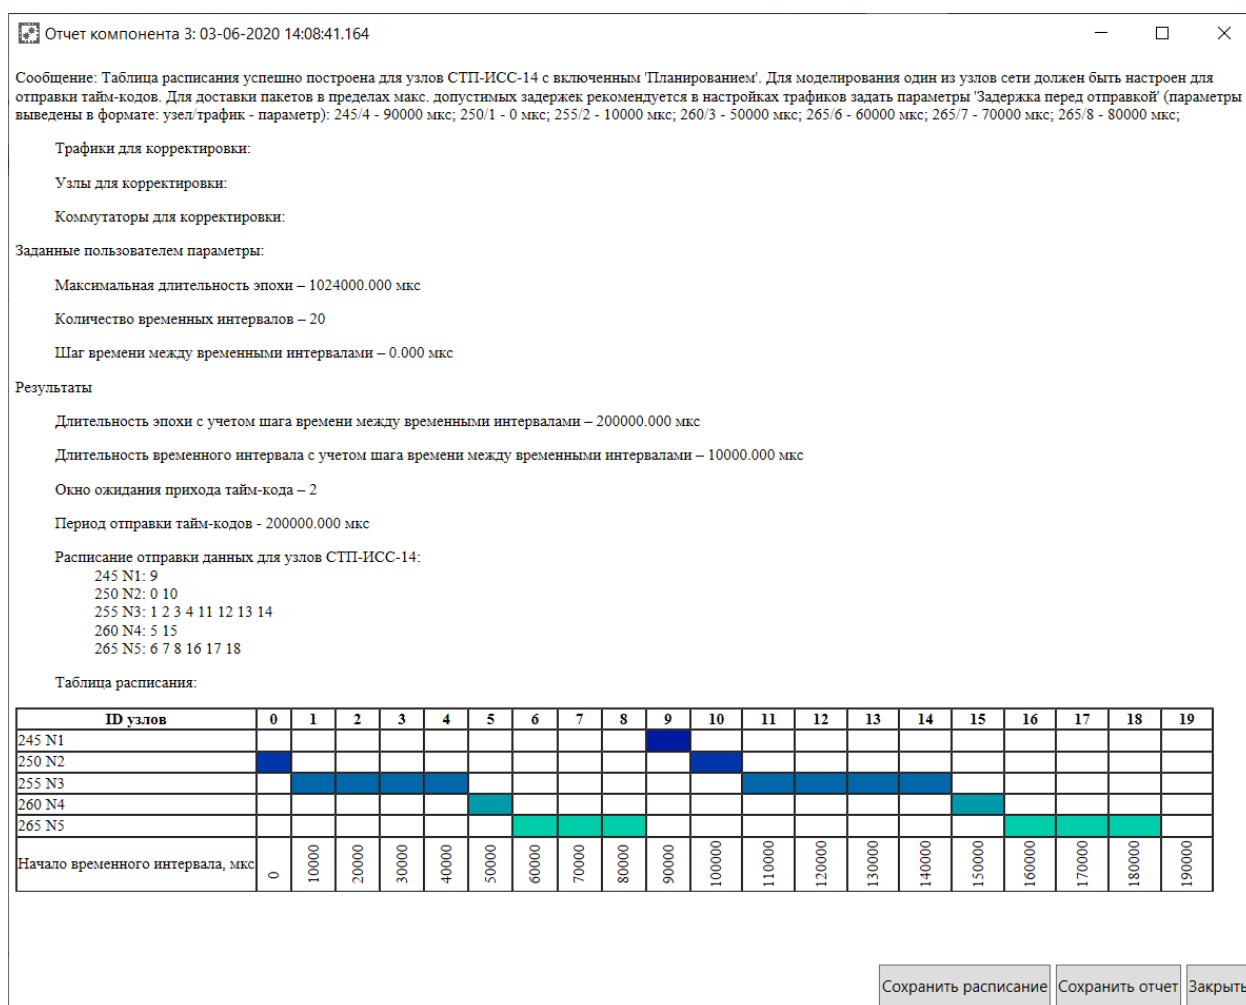 Отчет компонента 3: 03-06-2020 14:08:41.164
Сообщение: Таблица расписания успешно построена для узлов СТП-ИСС-14 с включенным 'Планированием'. Для моделирования один из узлов сети должен быть настроен для
отправки тайм-кодов. Для доставки пакетов в пределах макс. допустимых задержек рекомендуется в настройках трафиков задать параметры 'Задержка перед отправкой' (параметры
выведены в формате: узел/трафик - параметр): 245/4 - 90000 мкс; 250/1 - 0 мкс; 255/2 - 10000 мкс; 260/3 - 50000 мкс; 265/6 - 60000 мкс; 265/7 - 70000 мкс; 265/8 - 80000 мкс;
Трафики для корректировки:
Узлы для корректировки:
Коммутаторы для корректировки:
Заданные пользователем параметры:
Максимальная длительность эпохи – 1024000.000 мкс
Количество временных интервалов – 20
Шаг времени между временными интервалами – 0.000 мкс
Результаты
Длительность эпохи с учетом шага времени между временными интервалами – 200000.000 мкс
Длительность временного интервала с учетом шага времени между временными интервалами – 10000.000 мкс
Окно ожидания прихода тайм-кода – 2
Период отправки тайм-кодов - 200000.000 мкс
Расписание отправки данных для узлов СТП-ИСС-14:
245 N1: 9
250 N2: 0 10
255 N3: 1 2 3 4 11 12 13 14
260 N4: 5 15
265 N5: 6 7 8 16 17 18
Таблица расписания:
ID узлов 0 1 2 3 4 5 6 7 8 9 10 11 12 13 14 15 16 17 18 19
245 N1
250 N2
255 N3
260 N4
265 N5
Начало временного интервала, мкс 0 10000 20000 30000 40000 50000 60000 70000 80000 90000 100000 110000 120000 130000 140000 150000 160000 170000 180000 190000
Сохранить расписание Сохранить отчет Закрыть